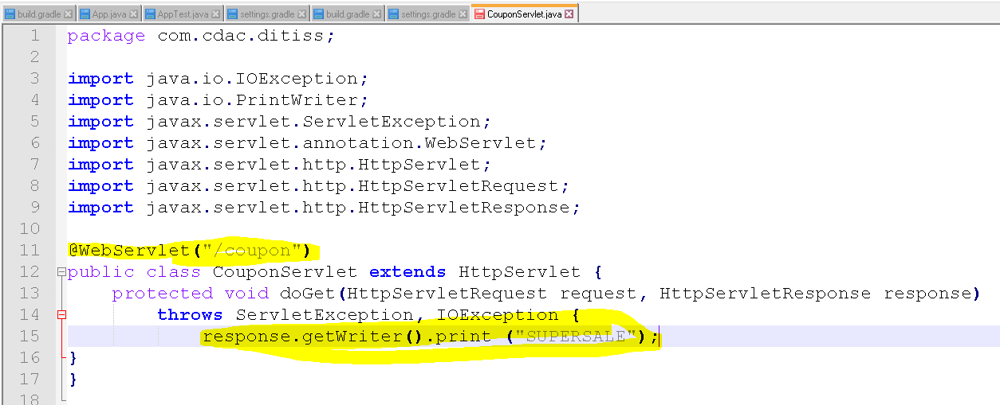 build.gradle App.java AppTest.java settings.gradle build.gradle settings.gradle CouponServlet.java
1 package com.cdac.ditiss;
2
3 import java.io.IOException;
4 import java.io.PrintWriter;
5 import javax.servlet.ServletException;
6 import javax.servlet.annotation.WebServlet;
7 import javax.servlet.http.HttpServlet;
8 import javax.servlet.http.HttpServletRequest;
9 import javax.servlet.http.HttpServletResponse;
10
11 @WebServlet("/coupon")
12 public class CouponServlet extends HttpServlet {
13 protected void doGet(HttpServletRequest request, HttpServletResponse response)
14 throws ServletException, IOException {
15 response.getWriter().print ("SUPERSALE");
16 }
17 }
18